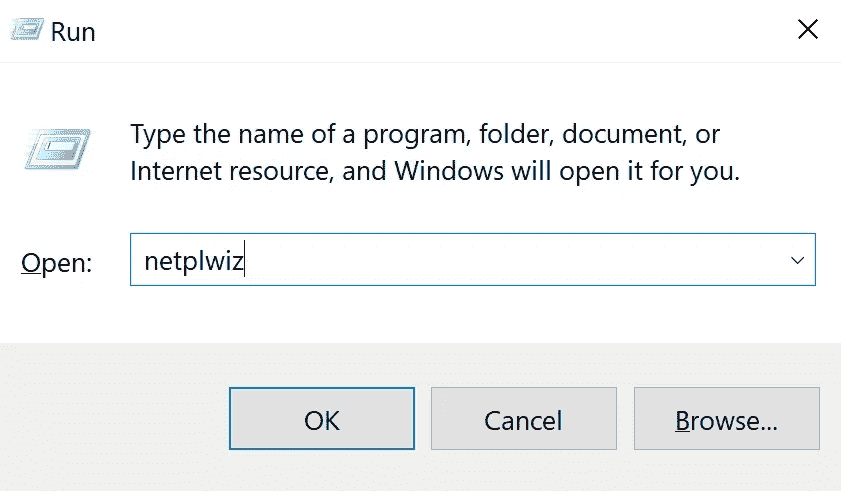 Run
Type the name of a program, folder, document, or
Internet resource, and Windows will open it for you.
Open: netplwiz
OK Cancel Browse...